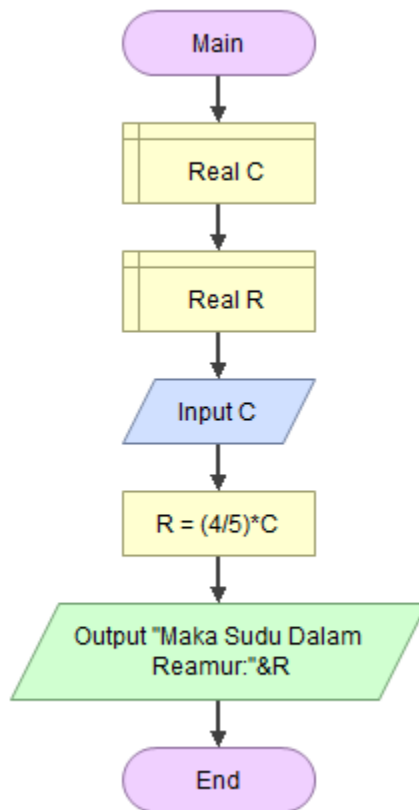 Main
Real C
Real R
Input C
R = (4/5)*C
Output "Maka Sudu Dalam
Reamur:"&R
End